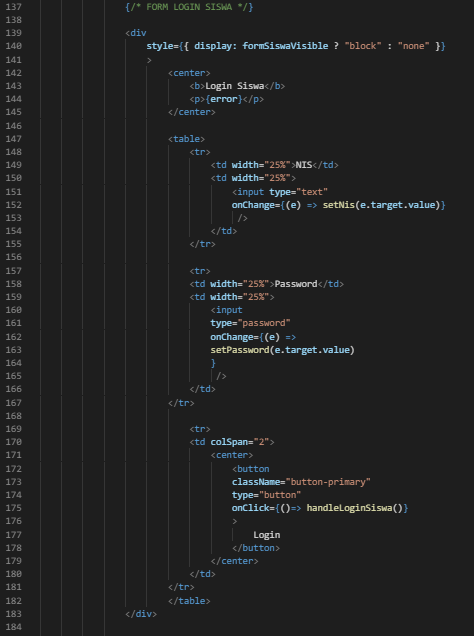 137 {/* FORM LOGIN SISWA */}
138
139 <div
140 style={{ display: formSiswaVisible ? "block" : "none" }}
141 >
142 <center>
143 <b>Login Siswa</b>
144 <p>{error}</p>
145 </center>
146
147 <table>
148 <tr>
149 <td width="25%">NIS</td>
150 <td width="25%">
151 <input type="text"
152 onChange={(e) => setNis(e.target.value)}
153 />
154 </td>
155 </tr>
156
157 <tr>
158 <td width="25%">Password</td>
159 <td width="25%">
160 <input
161 type="password"
162 onChange={(e) =>
163 setPassword(e.target.value)
164 }
165 />
166 </td>
167 </tr>
168
169 <tr>
170 <td colSpan="2">
171 <center>
172 <button
173 className="button-primary"
174 type="button"
175 onClick={()=> handleLoginSiswa()}
176 >
177 Login
178 </button>
179 </center>
180 </td>
181 </tr>
182 </table>
183 </div>
184